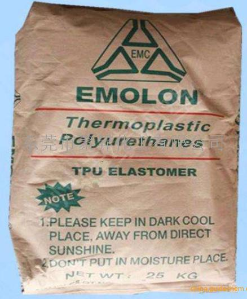 EMC
EMOLON
Thermoplastic
Polyurethanes
TPU ELASTOMER
NOTE
1.PLEASE KEEP IN DARK COOL
PLACE, AWAY FROM DIRECT
SUNSHINE.
2.DON'T PUT IN MOISTURE PLACE.
NET WT: 25 KG